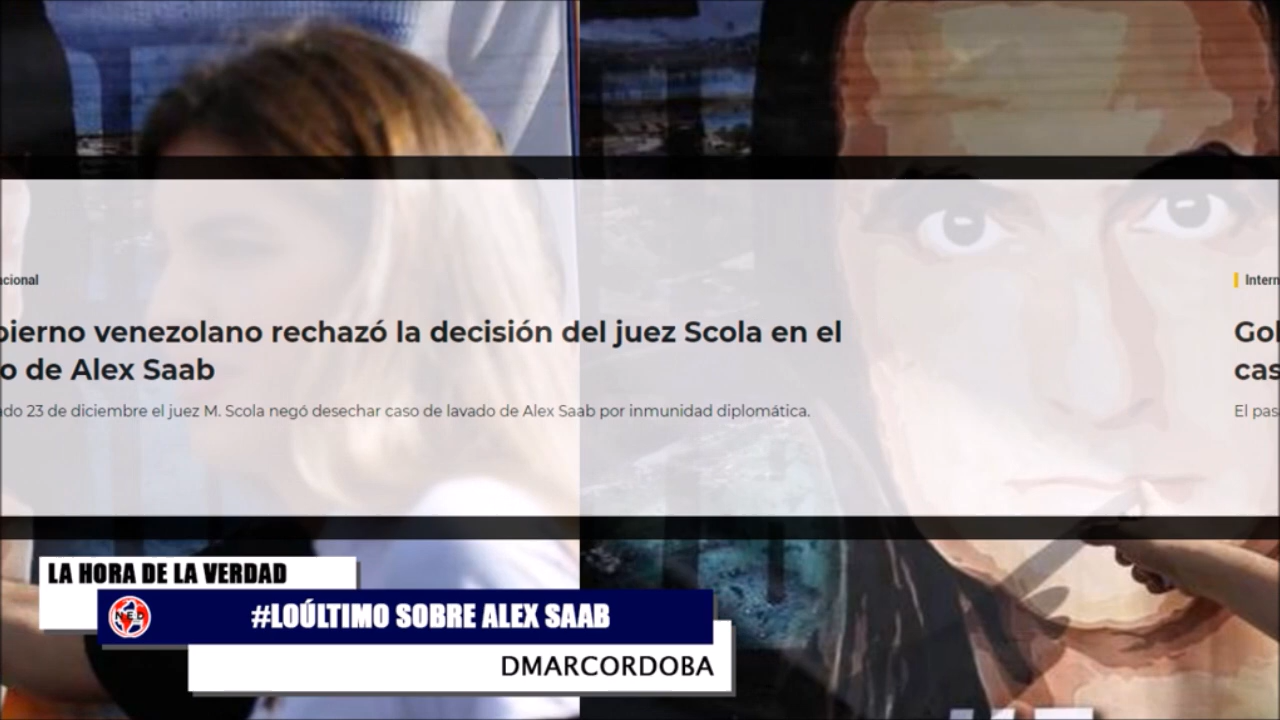 cional
bierno venezolano rechazó la decisión del juez Scola en el
o de Alex Saab
ado 23 de diciembre el juez M. Scola negó desechar caso de lavado de Alex Saab por inmunidad diplomática.
Intern
Go
cas
El pas
LA HORA DE LA VERDAD
#LOÚLTIMO SOBRE ALEX SAAB
DMARCORDOBA